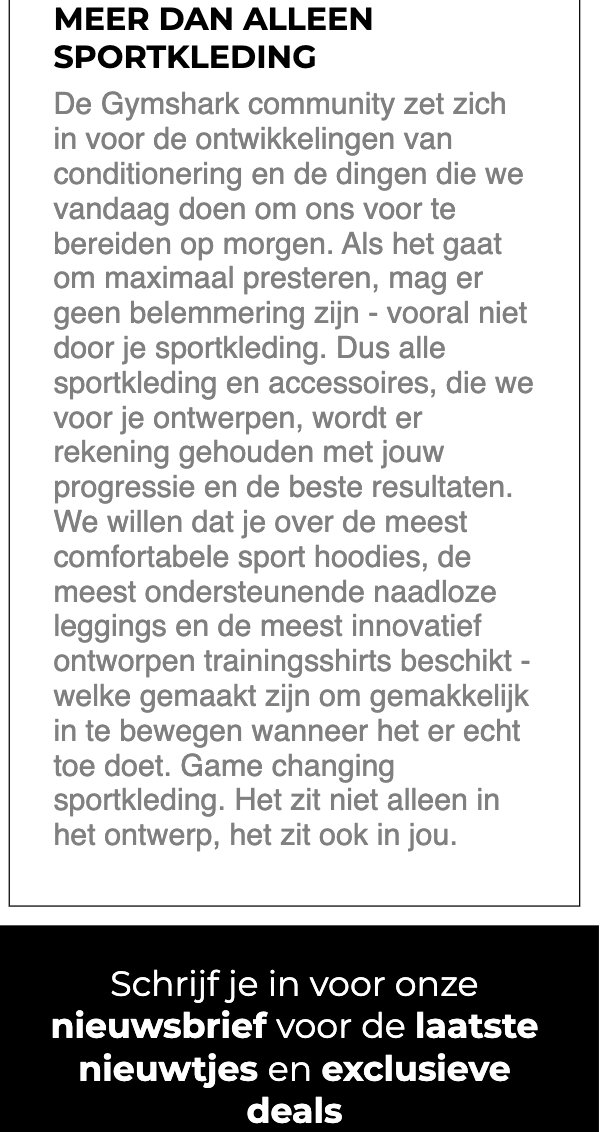 MEER DAN ALLEEN
SPORTKLEDING
De Gymshark community zet zich
in voor de ontwikkelingen van
conditionering en de dingen die we
vandaag doen om ons voor te
bereiden op morgen. Als het gaat
om maximaal presteren, mag er
geen belemmering zijn - vooral niet
door je sportkleding. Dus alle
sportkleding en accessoires, die we
voor je ontwerpen, wordt er
rekening gehouden met jouw
progressie en de beste resultaten.
We willen dat je over de meest
comfortabele sport hoodies, de
meest ondersteunende naadloze
leggings en de meest innovatief
ontworpen trainingsshirts beschikt -
welke gemaakt zijn om gemakkelijk
in te bewegen wanneer het er echt
toe doet. Game changing
sportkleding. Het zit niet alleen in
het ontwerp, het zit ook in jou.
Schrijf je in voor onze
nieuwsbrief voor de laatste
nieuwtjes en exclusieve
deals